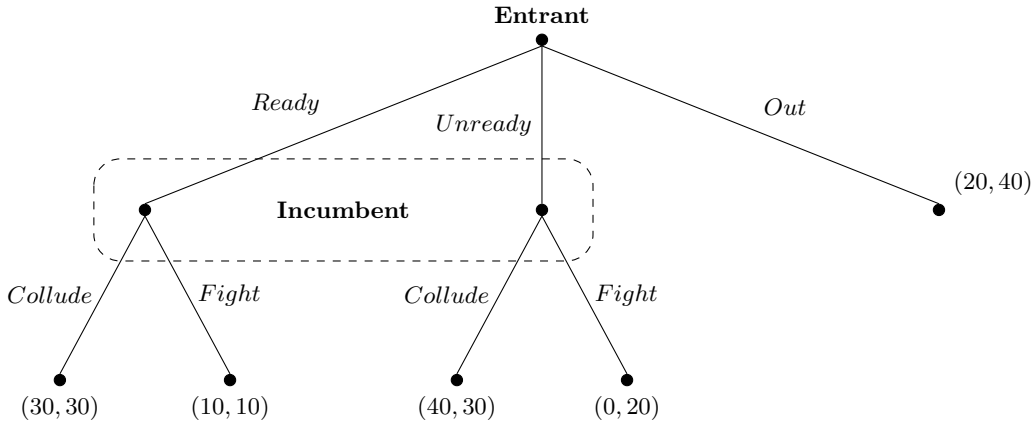 Entrant
Ready
Unready
Out
(20, 40)
Incumbent
Collude
Fight
Collude
Fight
(30, 30)
(10, 10)
(40, 30)
(0, 20)